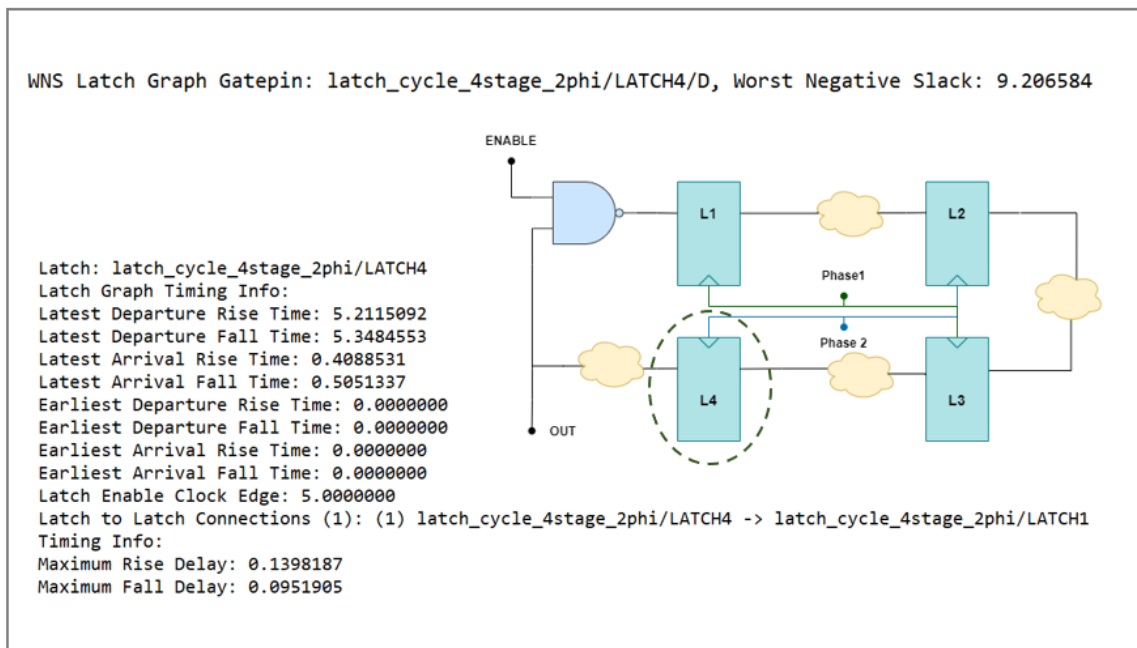 WNS Latch Graph Gatepin: latch_cycle_4stage_2phi/LATCH4/D, Worst Negative Slack: 9.206584
ENABLE
L1
L2
Phase1
Phase 2
L4
L3
OUT
Latch: latch_cycle_4stage_2phi/LATCH4
Latch Graph Timing Info:
Latest Departure Rise Time: 5.2115092
Latest Departure Fall Time: 5.3484553
Latest Arrival Rise Time: 0.4088531
Latest Arrival Fall Time: 0.5051337
Earliest Departure Rise Time: 0.0000000
Earliest Departure Fall Time: 0.0000000
Earliest Arrival Rise Time: 0.0000000
Earliest Arrival Fall Time: 0.0000000
Latch Enable Clock Edge: 5.0000000
Latch to Latch Connections (1): (1) latch_cycle_4stage_2phi/LATCH4 -> latch_cycle_4stage_2phi/LATCH1
Timing Info:
Maximum Rise Delay: 0.1398187
Maximum Fall Delay: 0.0951905